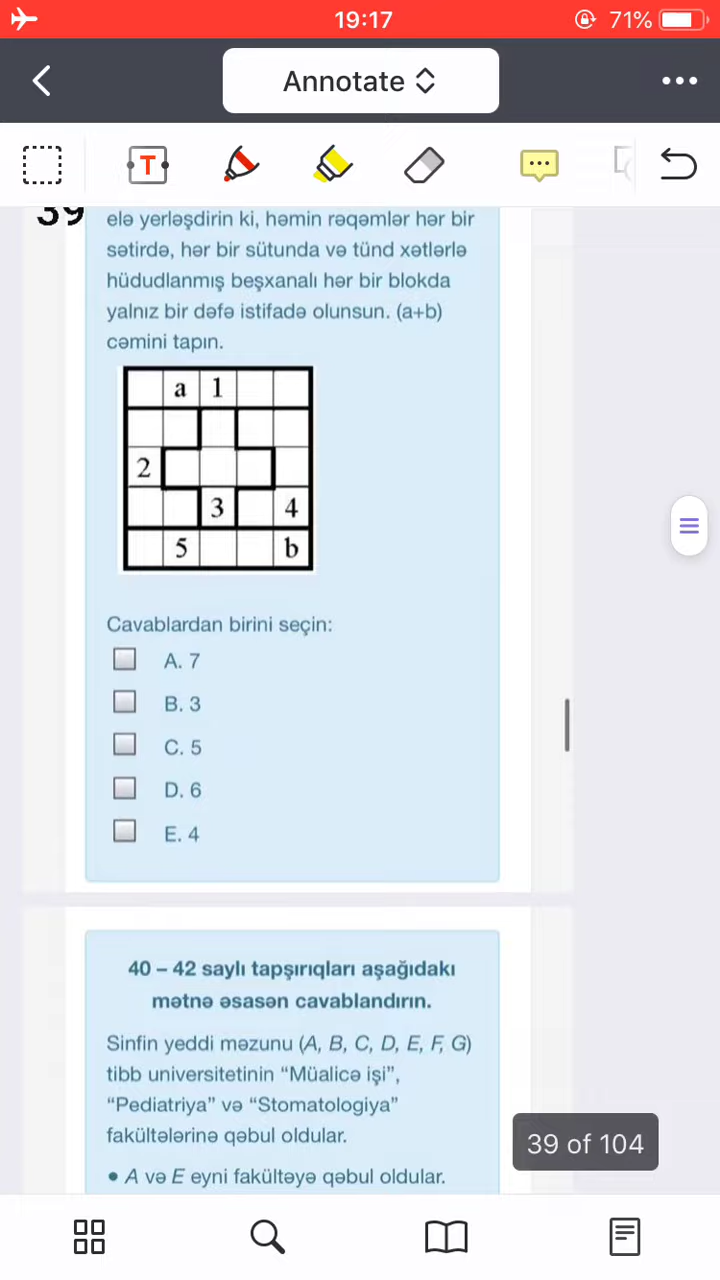 19:17
71%
Annotate
T
39
elə yerləşdirin ki, həmin rəqəmlər hər bir
sətirdə, hər bir sütunda və tünd xətlərlə
hüdudlanmış beşxanalı hər bir blokda
yalnız bir dəfə istifadə olunsun. (a+b)
cəmini tapın.
a 1
2
3 4
5 b
Cavablardan birini seçin:
A. 7
B. 3
C. 5
D. 6
E. 4
40 – 42 saylı tapşırıqları aşağıdakı
mətnə əsasən cavablandırın.
Sinfin yeddi məzunu (A, B, C, D, E, F, G)
tibb universitetinin “Müalicə işi”,
“Pediatriya” və “Stomatologiya”
fakültələrinə qəbul oldular.
• A və E eyni fakültəyə qəbul oldular.
39 of 104